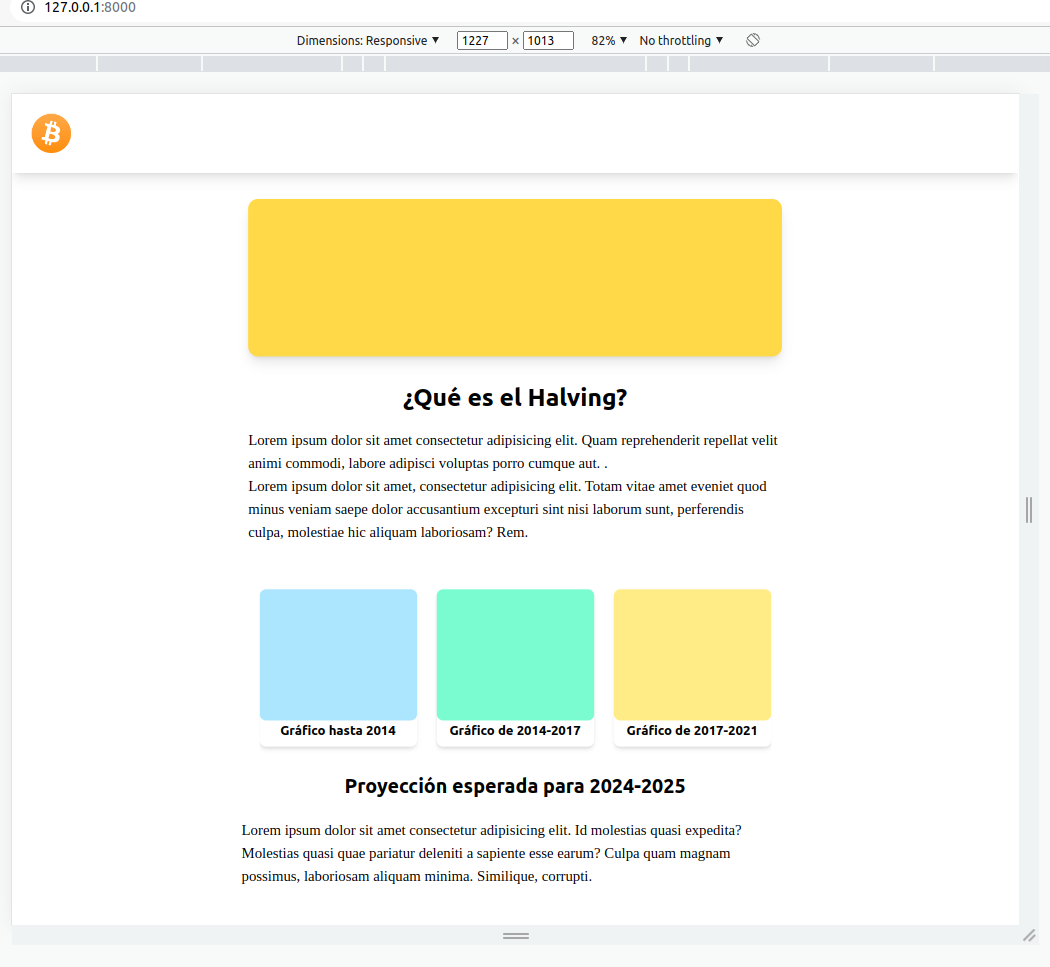 127.0.0.1:8000
Dimensions: Responsive ▼ 1227 × 1013 82% ▼ No throttling ▼
¿Qué es el Halving?
Lorem ipsum dolor sit amet consectetur adipisicing elit. Quam reprehenderit repellat velit
animi commodi, labore adipisci voluptas porro cumque aut. .
Lorem ipsum dolor sit amet, consectetur adipisicing elit. Totam vitae amet eveniet quod
minus veniam saepe dolor accusantium excepturi sint nisi laborum sunt, perferendis
culpa, molestiae hic aliquam laboriosam? Rem.
Gráfico hasta 2014 Gráfico de 2014-2017 Gráfico de 2017-2021
Proyección esperada para 2024-2025
Lorem ipsum dolor sit amet consectetur adipisicing elit. Id molestias quasi expedita?
Molestias quasi quae pariatur deleniti a sapiente esse earum? Culpa quam magnam
possimus, laboriosam aliquam minima. Similique, corrupti.